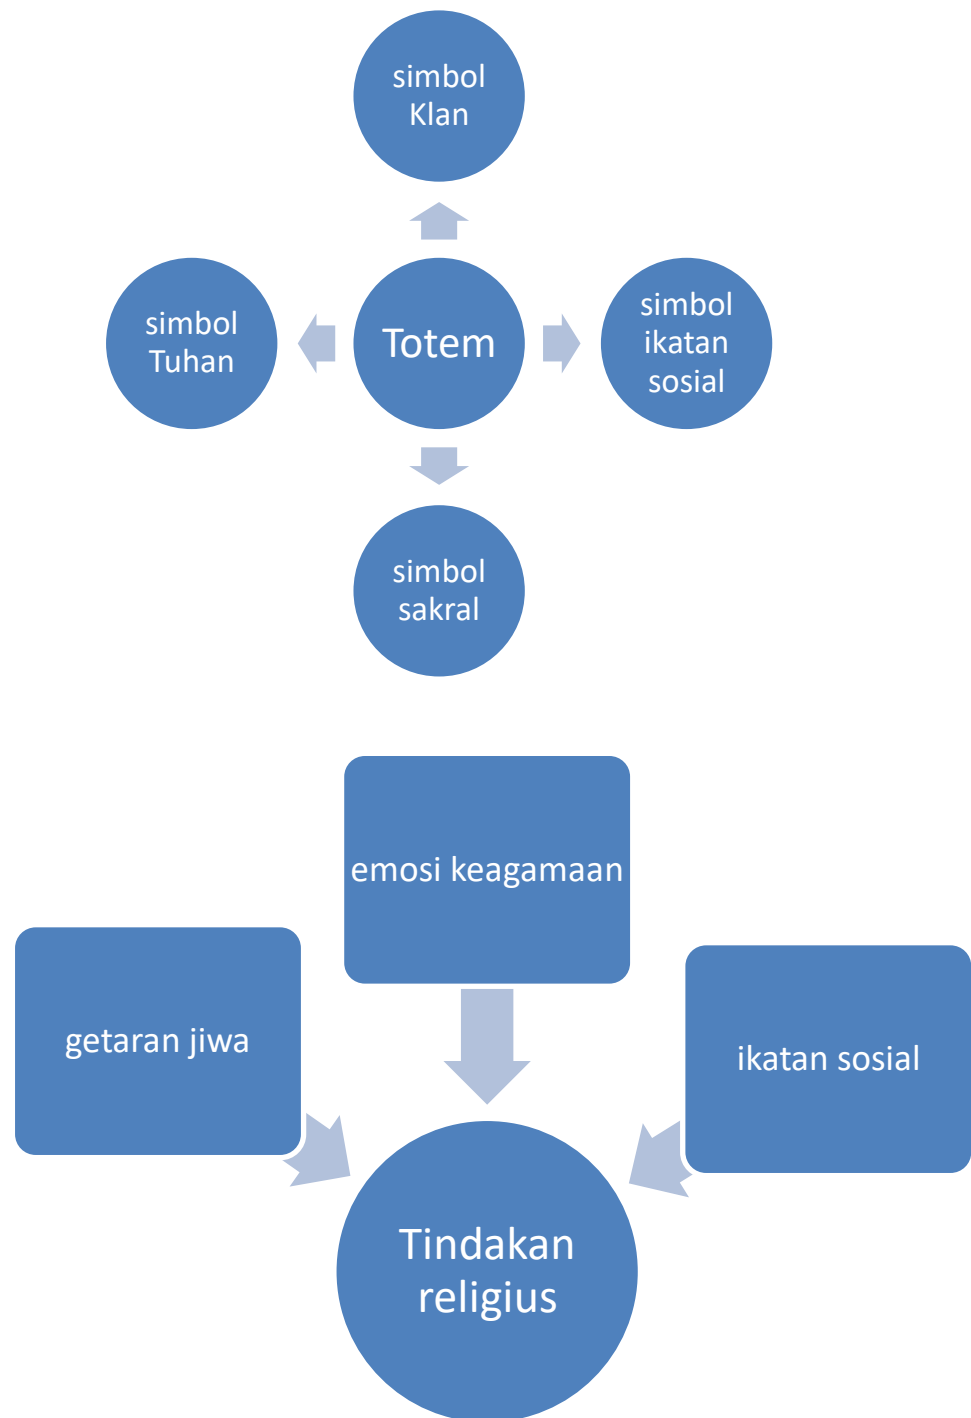 simbol
Klan
simbol
Tuhan
Totem
simbol
ikatan
sosial
simbol
sakral
emosi keagamaan
getaran jiwa
ikatan sosial
Tindakan
religius